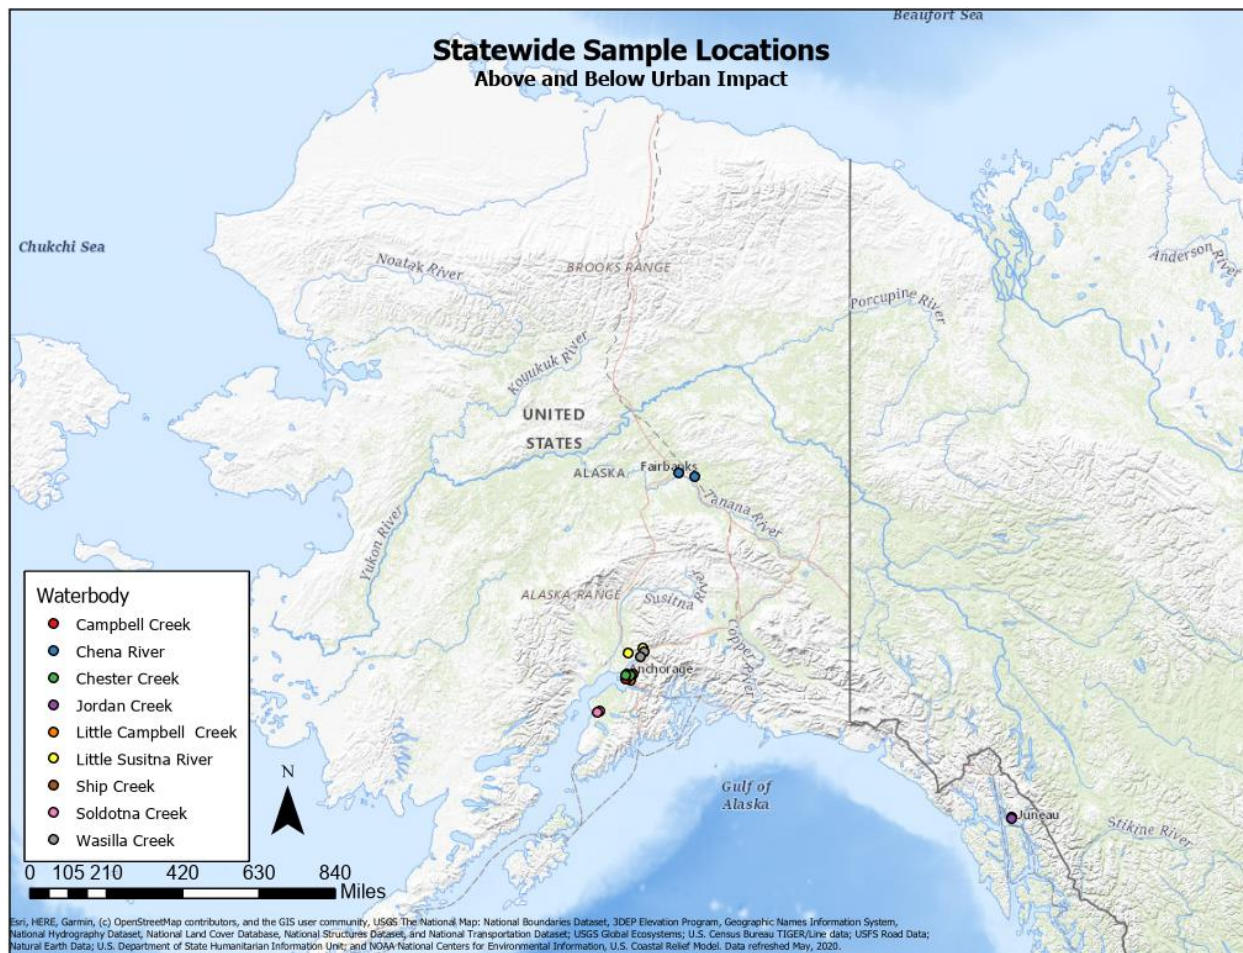 Beaufort Sea
Statewide Sample Locations
Above and Below Urban Impact
Chukchi Sea
Noatak River
BROOKS RANGE
Anderson River
Porcupine River
Koyukuk River
UNITED
STATES
ALASKA
Fairbanks
Tanana River
Yukon River
ALASKA RANGE
Susitna River
Copper River
Anchorage
Gulf of
Alaska
Juneau
Stikine River
Waterbody
Campbell Creek
Chena River
Chester Creek
Jordan Creek
Little Campbell Creek
Little Susitna River
Ship Creek
Soldotna Creek
Wasilla Creek
N
0 105 210 420 630 840
Miles
Esri, HERE, Garmin, (c) OpenStreetMap contributors, and the GIS user community, USGS The National Map: National Boundaries Dataset, 3DEP Elevation Program, Geographic Names Information System,
National Hydrography Dataset, National Land Cover Database, National Structures Dataset, and National Transportation Dataset; USGS Global Ecosystems; U.S. Census Bureau TIGER/Line data; USFS Road Data;
Natural Earth Data; U.S. Department of State Humanitarian Information Unit; and NOAA National Centers for Environmental Information, U.S. Coastal Relief Model. Data refreshed May, 2020.